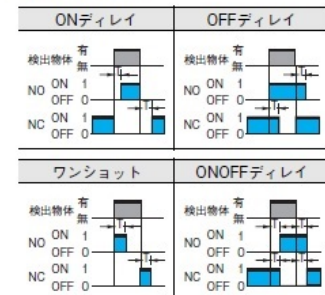 ONディレイ
検出物体 有
無
T
NO ON 1
OFF 0
T
NC ON 1
OFF 0
OFFディレイ
検出物体 有
無
T
NO ON 1
OFF 0
T
NC ON 1
OFF 0
ワンショット
検出物体 有
無
T
NO ON 1
OFF 0
T
NC ON 1
OFF 0
ONOFFディレイ
検出物体 有
無
T T
NO ON 1
OFF 0
T T
NC ON 1
OFF 0